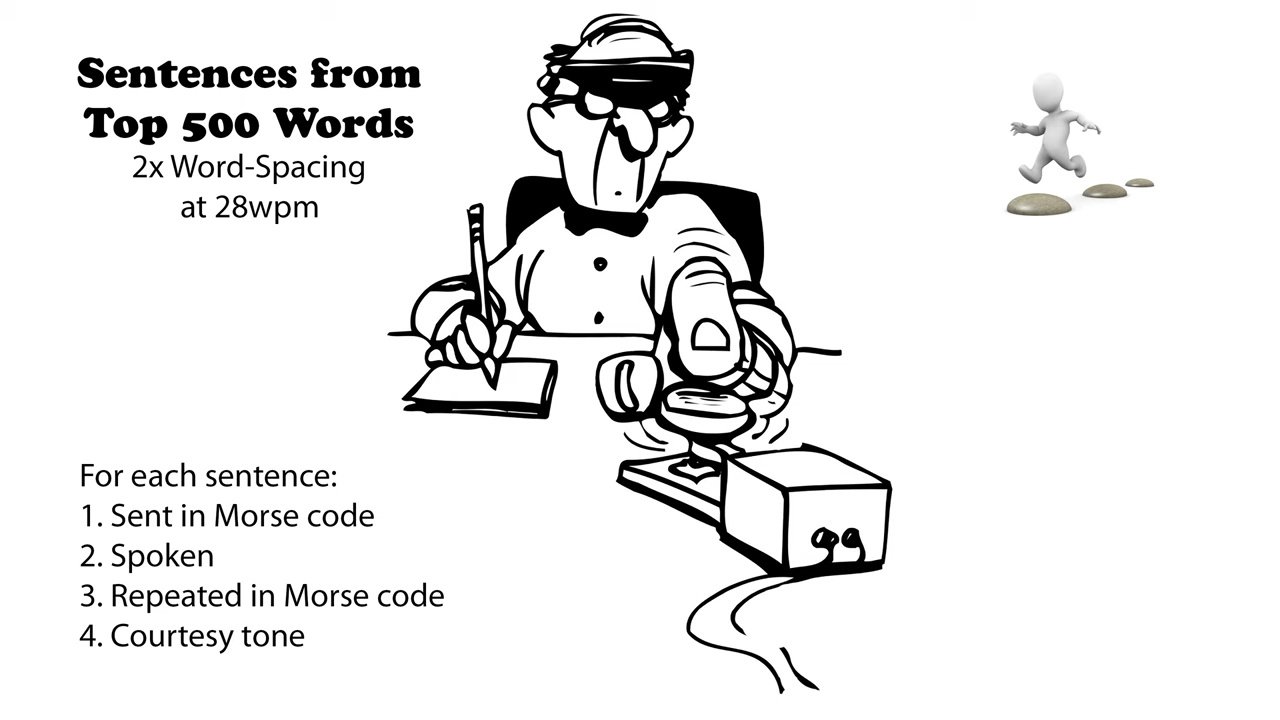 Sentences from
Top 500 Words
2x Word-Spacing
at 28wpm
For each sentence:
1. Sent in Morse code
2. Spoken
3. Repeated in Morse code
4. Courtesy tone